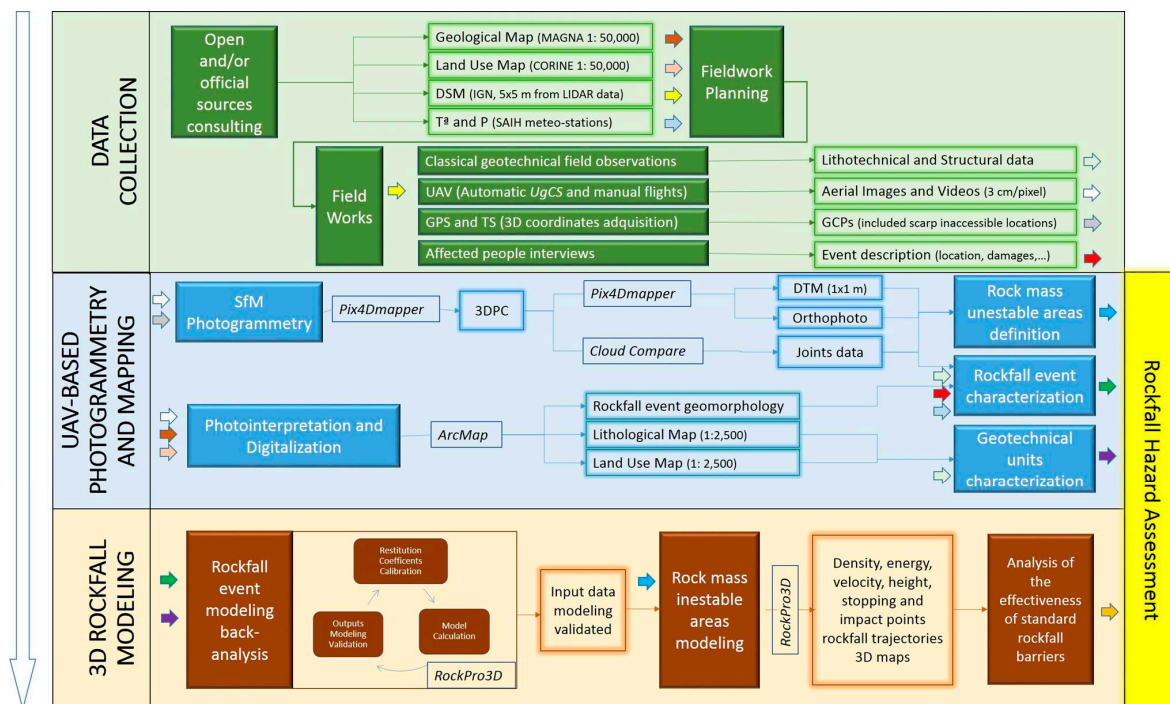 DATA
COLLECTION
Open
and/or
official
sources
consulting
Geological Map (MAGNA 1: 50,000)
Land Use Map (CORINE 1: 50,000)
DSM (IGN, 5x5 m from LIDAR data)
Tª and P (SAIH meteo-stations)
Fieldwork
Planning
Field
Works
Classical geotechnical field observations
UAV (Automatic UgCS and manual flights)
GPS and TS (3D coordinates adquisition)
Affected people interviews
Lithotechnical and Structural data
Aerial Images and Videos (3 cm/pixel)
GCPs (included scarp inaccessible locations)
Event description (location, damages,...)
UAV-BASED
PHOTOGRAMMETRY
AND MAPPING
SfM
Photogrammetry
Pix4Dmapper
3DPC
Pix4Dmapper
Cloud Compare
DTM (1x1 m)
Orthophoto
Joints data
Rock mass
unestable areas
definition
Rockfall event
characterization
Photointerpretation and
Digitalization
ArcMap
Rockfall event geomorphology
Lithological Map (1:2,500)
Land Use Map (1: 2,500)
Geotechnical
units
characterization
3D ROCKFALL
MODELING
Rockfall
event
modeling
back-
analysis
Restitution
Coefficents
Calibration
Outputs
Modeling
Validation
Model
Calculation
RockPro3D
Input data
modeling
validated
Rock mass
inestable
areas
modeling
RockPro3D
Density, energy,
velocity, height,
stopping and
impact points
rockfall trajectories
3D maps
Analysis of
the
effectiveness
of standard
rockfall
barriers
Rockfall Hazard Assessment